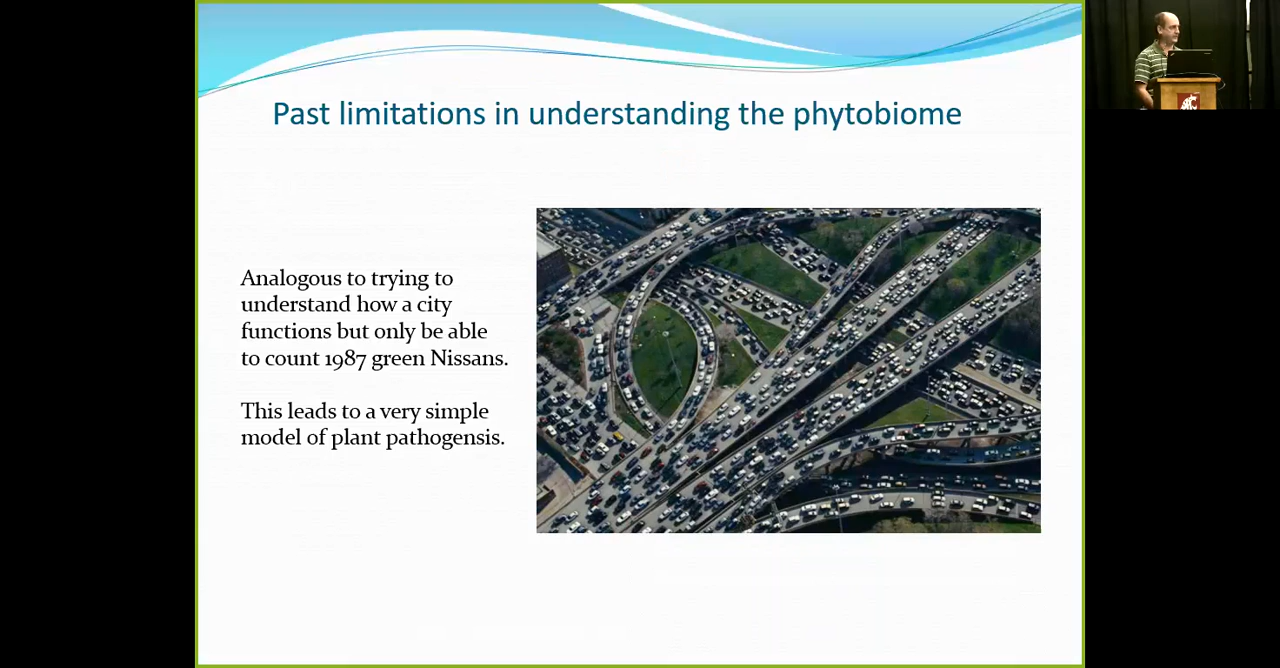 Past limitations in understanding the phytobiome
Analogous to trying to
understand how a city
functions but only be able
to count 1987 green Nissans.
This leads to a very simple
model of plant pathogensis.